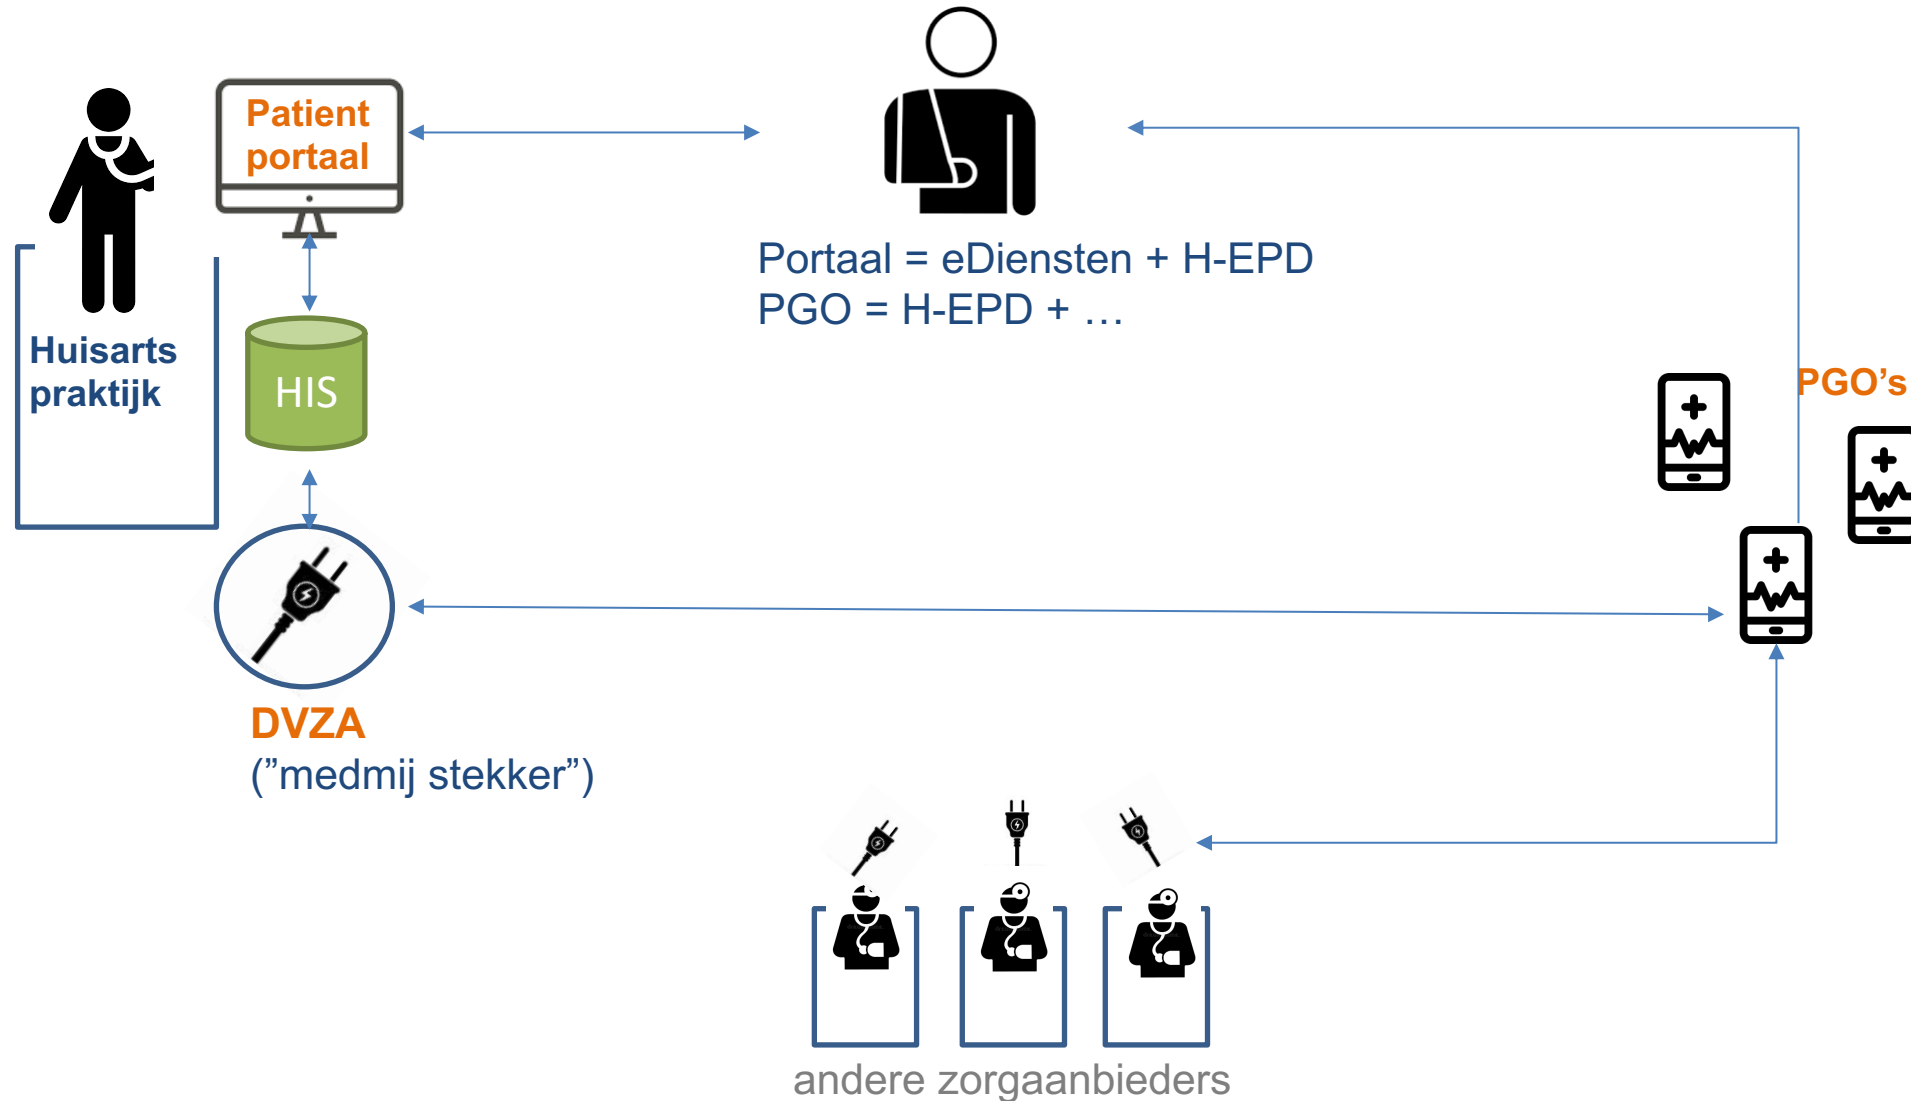 Patient
portaal
Portaal = eDiensten + H-EPD
PGO = H-EPD + …
Huisarts
praktijk
HIS
PGO’s
DVZA
(”medmij stekker”)
andere zorgaanbieders